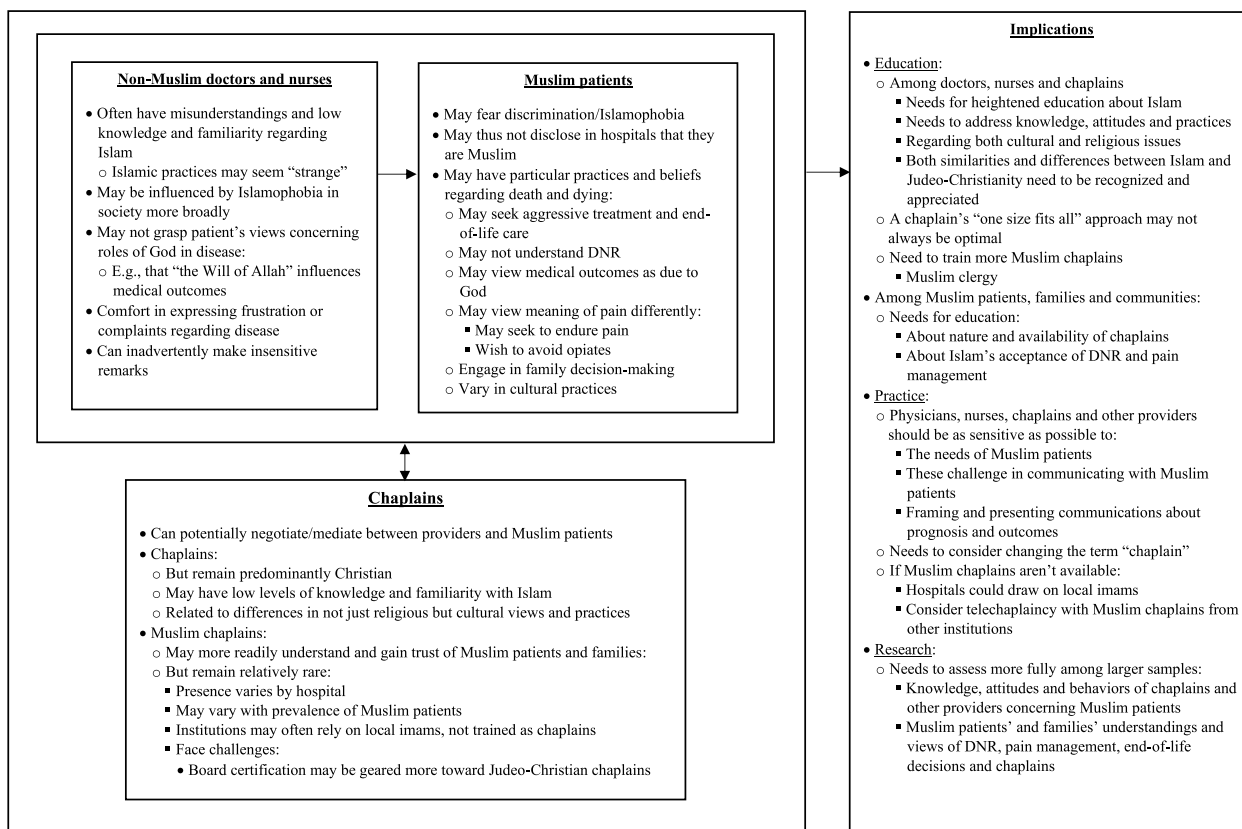 Non-Muslim doctors and nurses
• Often have misunderstandings and low
knowledge and familiarity regarding
Islam
○ Islamic practices may seem “strange”
• May be influenced by Islamophobia in
society more broadly
• May not grasp patient’s views concerning
roles of God in disease:
○ E.g., that “the Will of Allah” influences
medical outcomes
• Comfort in expressing frustration or
complaints regarding disease
• Can inadvertently make insensitive
remarks
Muslim patients
• May fear discrimination/Islamophobia
• May thus not disclose in hospitals that they
are Muslim
• May have particular practices and beliefs
regarding death and dying:
○ May seek aggressive treatment and end-
of-life care
○ May not understand DNR
○ May view medical outcomes as due to
God
○ May view meaning of pain differently:
▪ May seek to endure pain
▪ Wish to avoid opiates
○ Engage in family decision-making
○ Vary in cultural practices
Chaplains
• Can potentially negotiate/mediate between providers and Muslim patients
• Chaplains:
○ But remain predominantly Christian
○ May have low levels of knowledge and familiarity with Islam
○ Related to differences in not just religious but cultural views and practices
• Muslim chaplains:
○ May more readily understand and gain trust of Muslim patients and families:
○ But remain relatively rare:
▪ Presence varies by hospital
▪ May vary with prevalence of Muslim patients
▪ Institutions may often rely on local imams, not trained as chaplains
▪ Face challenges:
• Board certification may be geared more toward Judeo-Christian chaplains
Implications
• Education:
○ Among doctors, nurses and chaplains
▪ Needs for heightened education about Islam
▪ Needs to address knowledge, attitudes and practices
▪ Regarding both cultural and religious issues
▪ Both similarities and differences between Islam and
Judeo-Christianity need to be recognized and
appreciated
○ A chaplain’s “one size fits all” approach may not
always be optimal
○ Need to train more Muslim chaplains
▪ Muslim clergy
• Among Muslim patients, families and communities:
○ Needs for education:
▪ About nature and availability of chaplains
▪ About Islam’s acceptance of DNR and pain
management
• Practice:
○ Physicians, nurses, chaplains and other providers
should be as sensitive as possible to:
▪ The needs of Muslim patients
▪ These challenge in communicating with Muslim
patients
▪ Framing and presenting communications about
prognosis and outcomes
○ Needs to consider changing the term “chaplain”
○ If Muslim chaplains aren’t available:
▪ Hospitals could draw on local imams
▪ Consider telechaplaincy with Muslim chaplains from
other institutions
• Research:
○ Needs to assess more fully among larger samples:
▪ Knowledge, attitudes and behaviors of chaplains and
other providers concerning Muslim patients
▪ Muslim patients’ and families’ understandings and
views of DNR, pain management, end-of-life
decisions and chaplains